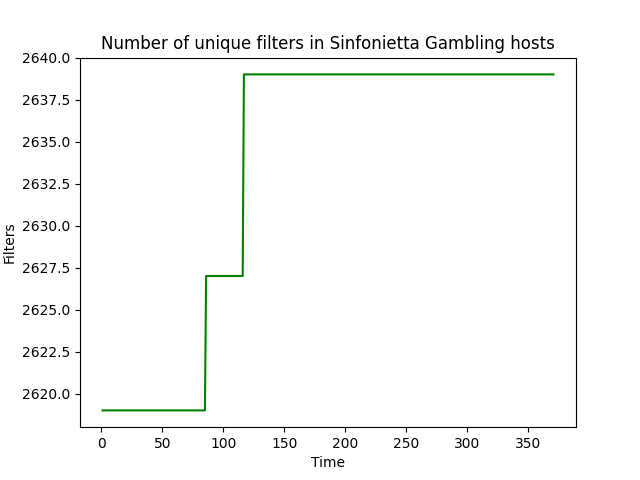 Number of unique filters in Sinfonietta Gambling hosts
2640.0
2637.5
2635.0
2632.5
2630.0
2627.5
2625.0
2622.5
2620.0
Filters
0 50 100 150 200 250 300 350
Time